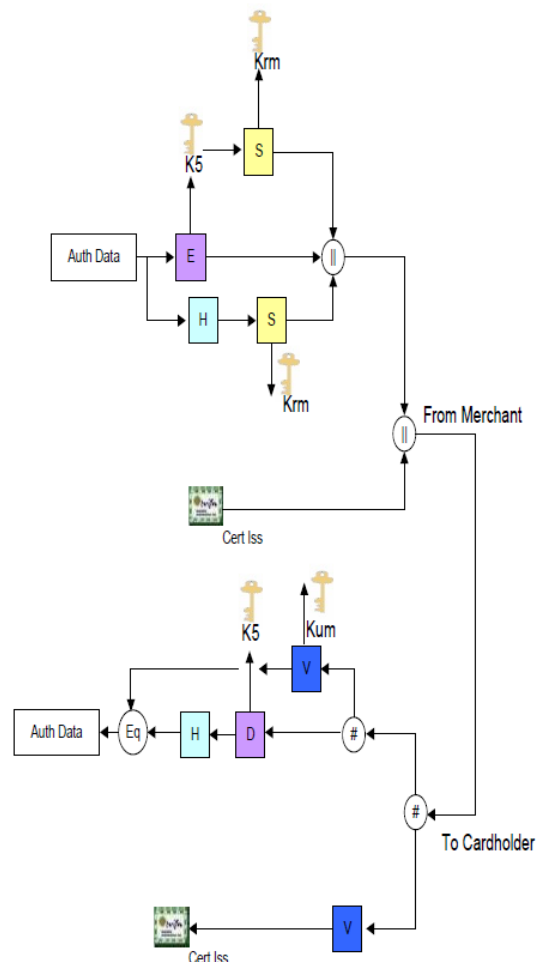 Krm
K5
S
Auth Data
E
||
H
S
Krm
From Merchant
||
Cert Iss
K5
Kum
V
Auth Data
Eq
H
D
#
#
To Cardholder
V
Cert Iss